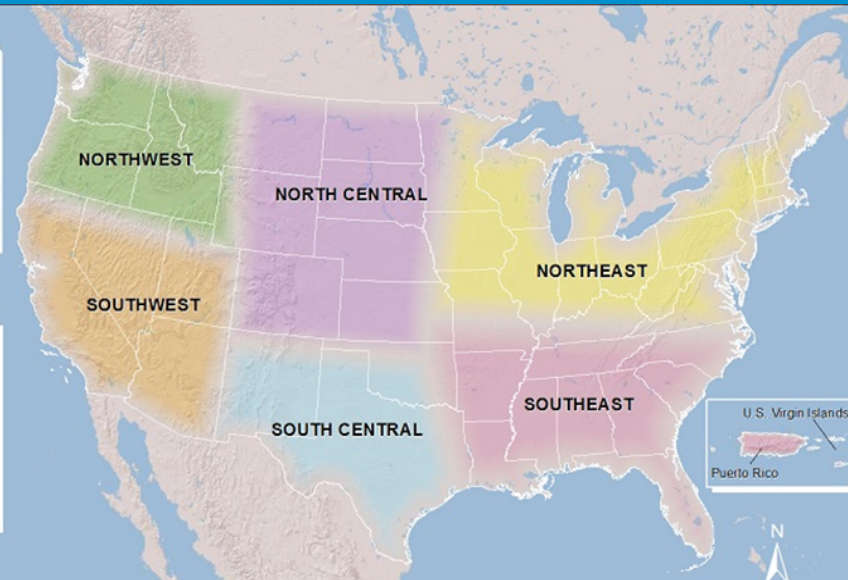 NORTHWEST
NORTH CENTRAL
NORTHEAST
SOUTHWEST
SOUTHEAST
SOUTH CENTRAL
U.S. Virgin Islands
Puerto Rico
N